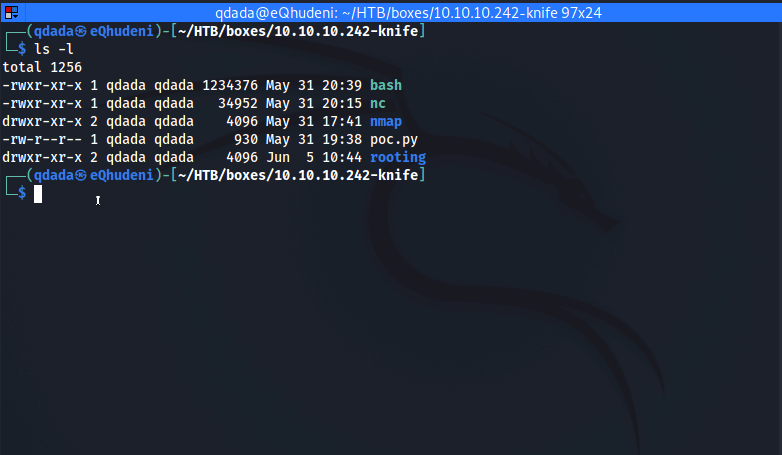 qdada@eQhudeni: ~/HTB/boxes/10.10.10.242-knife 97x24
┌──(qdada㉿eQhudeni)-[~/HTB/boxes/10.10.10.242-knife]
└─$ ls -l
total 1256
-rwxr-xr-x 1 qdada qdada 1234376 May 31 20:39 bash
-rwxr-xr-x 1 qdada qdada   34952 May 31 20:15 nc
drwxr-xr-x 2 qdada qdada    4096 May 31 17:41 nmap
-rw-r--r-- 1 qdada qdada     930 May 31 19:38 poc.py
drwxr-xr-x 2 qdada qdada    4096 Jun  5 10:44 rooting
┌──(qdada㉿eQhudeni)-[~/HTB/boxes/10.10.10.242-knife]
└─$